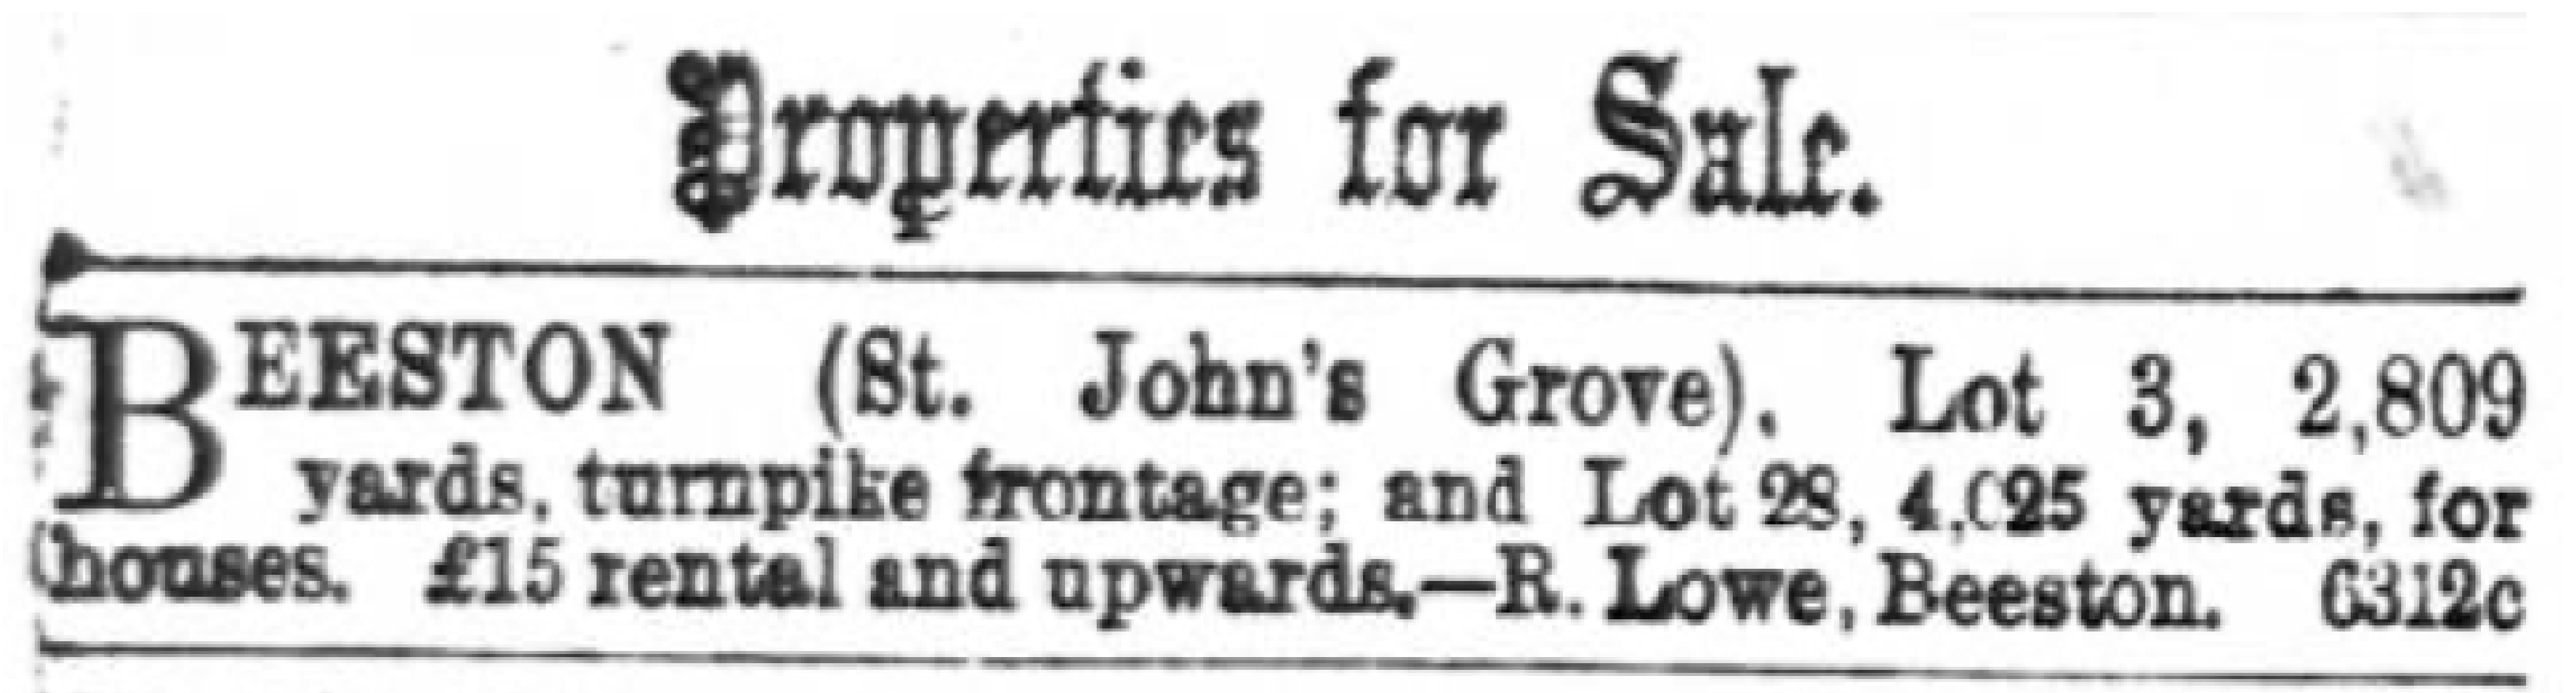 Properties for Sale.
BEESTON (St. John's Grove). Lot 3, 2,809
yards, turnpike frontage; and Lot 28, 4,025 yards, for
houses. £15 rental and upwards.—R. Lowe, Beeston. 6312c